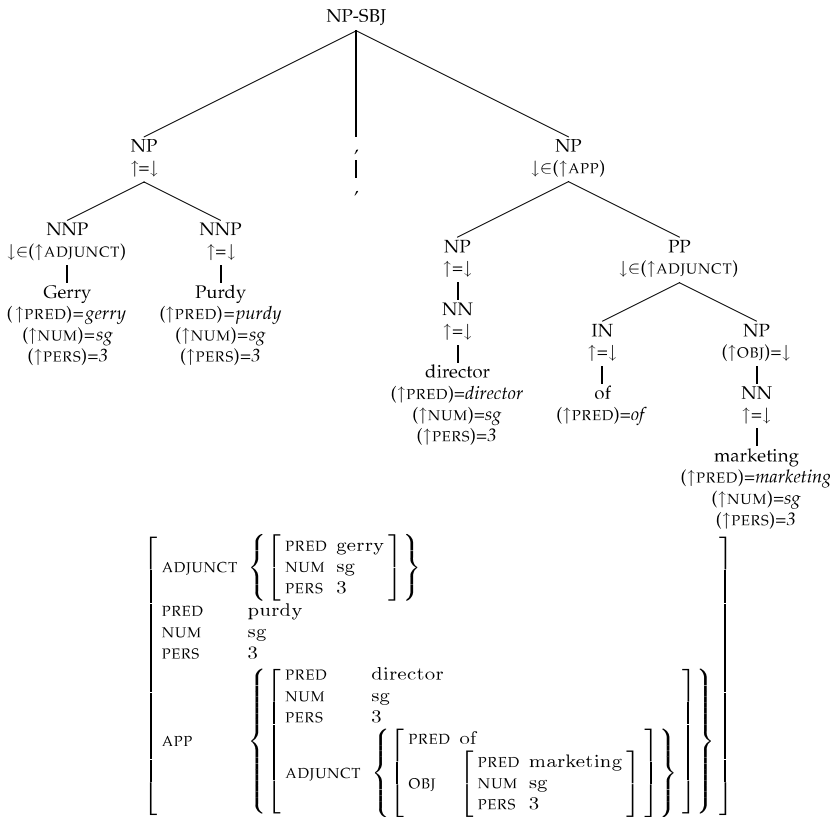 NP-SBJ
NP , NP
↑=↓ ↓∈(↑APP)
,
NNP NNP NP PP
↓∈(↑ADJUNCT) ↑=↓ ↑=↓ ↓∈(↑ADJUNCT)
Gerry Purdy NN IN NP
(↑PRED)=gerry (↑PRED)=purdy ↑=↓ ↑=↓ (↑OBJ)=↓
(↑NUM)=sg (↑NUM)=sg
(↑PERS)=3 (↑PERS)=3
director of NN
(↑PRED)=director (↑PRED)=of ↑=↓
(↑NUM)=sg
(↑PERS)=3
marketing
(↑PRED)=marketing
(↑NUM)=sg
(↑PERS)=3
ADJUNCT { [ PRED gerry
NUM sg
PERS 3 ] }
PRED purdy
NUM sg
PERS 3
APP { [ PRED director
NUM sg
PERS 3
ADJUNCT { [ PRED of
OBJ [ PRED marketing
NUM sg
PERS 3 ] ] } ] }